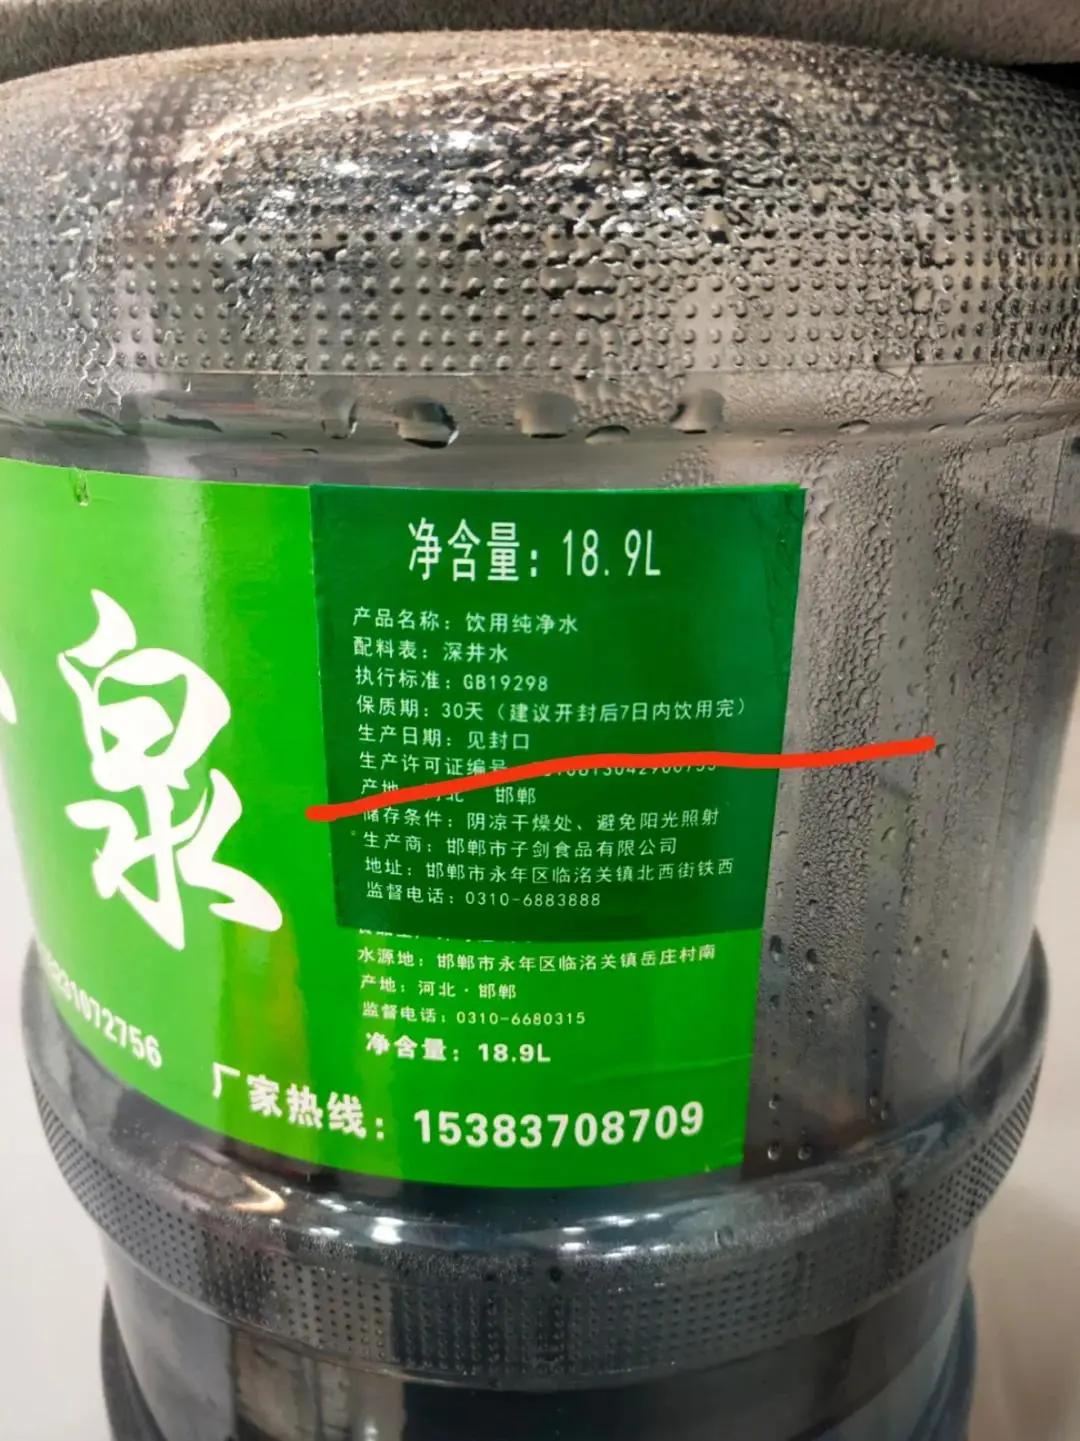 泉
净含量：18.9L
产品名称：饮用纯净水
配料表：深井水
执行标准：GB19298
保质期：30天（建议开封后7日内饮用完）
生产日期：见封口
生产许可证编号
产地 河北 邯郸
储存条件：阴凉干燥处、避免阳光照射
生产商：邯郸市子剑食品有限公司
地址：邯郸市永年区临洺关镇北西街铁西
监督电话：0310-6883888
水源地：邯郸市永年区临洺关镇岳庄村南
产地：河北·邯郸
监督电话：0310-6680315
净含量：18.9L
31072756
厂家热线：15383708709